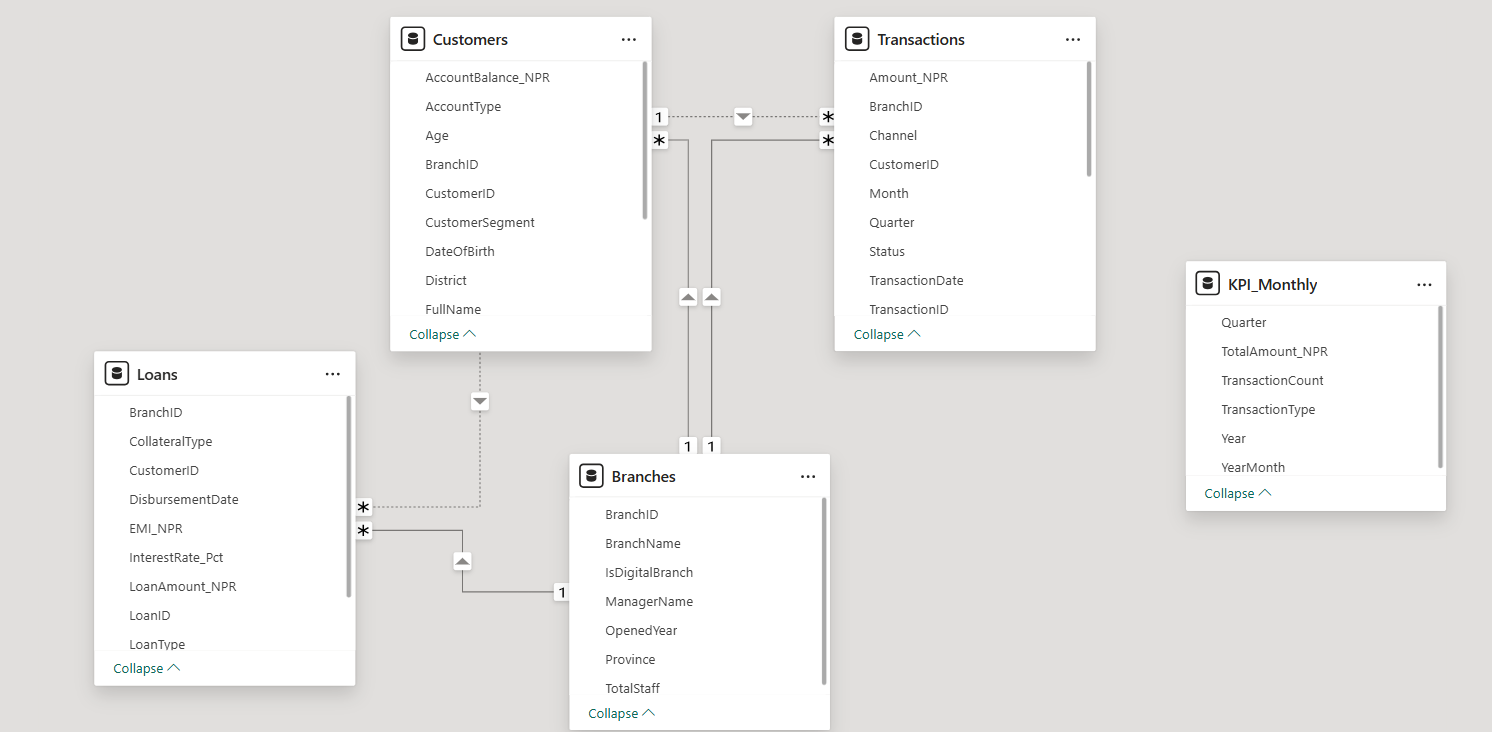 Customers
...
AccountBalance_NPR
AccountType
Age
BranchID
CustomerID
CustomerSegment
DateOfBirth
District
FullName
Collapse
Transactions
...
Amount_NPR
BranchID
Channel
CustomerID
Month
Quarter
Status
TransactionDate
TransactionID
Collapse
1
*
*
*
KPI_Monthly
...
Quarter
TotalAmount_NPR
TransactionCount
TransactionType
Year
YearMonth
Collapse
Loans
...
BranchID
CollateralType
CustomerID
DisbursementDate
EMI_NPR
InterestRate_Pct
LoanAmount_NPR
LoanID
LoanType
Collapse
*
*
1
1
1
Branches
...
BranchID
BranchName
IsDigitalBranch
ManagerName
OpenedYear
Province
TotalStaff
Collapse